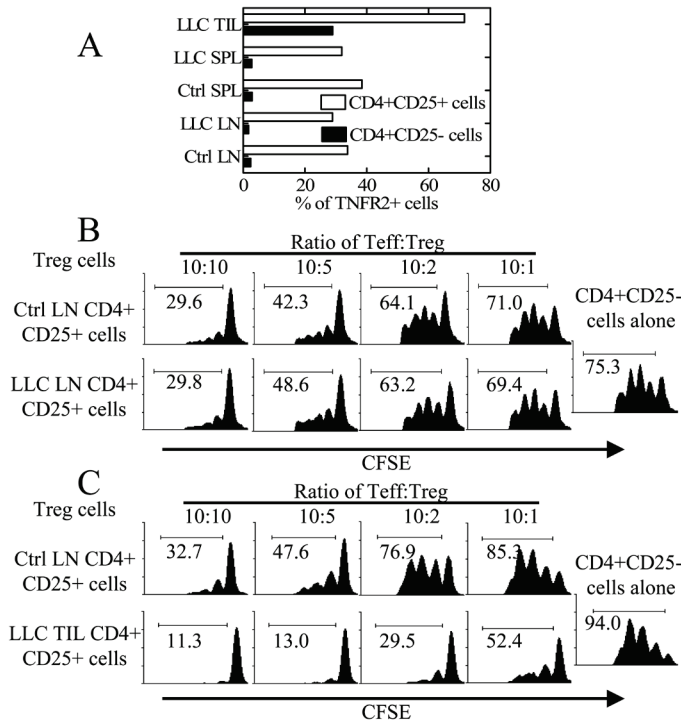 A
LLC TIL
LLC SPL
Ctrl SPL
LLC LN
Ctrl LN
CD4+CD25+ cells
CD4+CD25- cells
0 20 40 60 80
% of TNFR2+ cells
B
Ratio of Teff:Treg
Treg cells
10:10 10:5 10:2 10:1
Ctrl LN CD4+
CD25+ cells
29.6 42.3 64.1 71.0
CD4+CD25-
cells alone
LLC LN CD4+
CD25+ cells
29.8 48.6 63.2 69.4
75.3
CFSE
C
Ratio of Teff:Treg
Treg cells
10:10 10:5 10:2 10:1
Ctrl LN CD4+
CD25+ cells
32.7 47.6 76.9 85.3
CD4+CD25-
cells alone
LLC TIL CD4+
CD25+ cells
11.3 13.0 29.5 52.4
94.0
CFSE